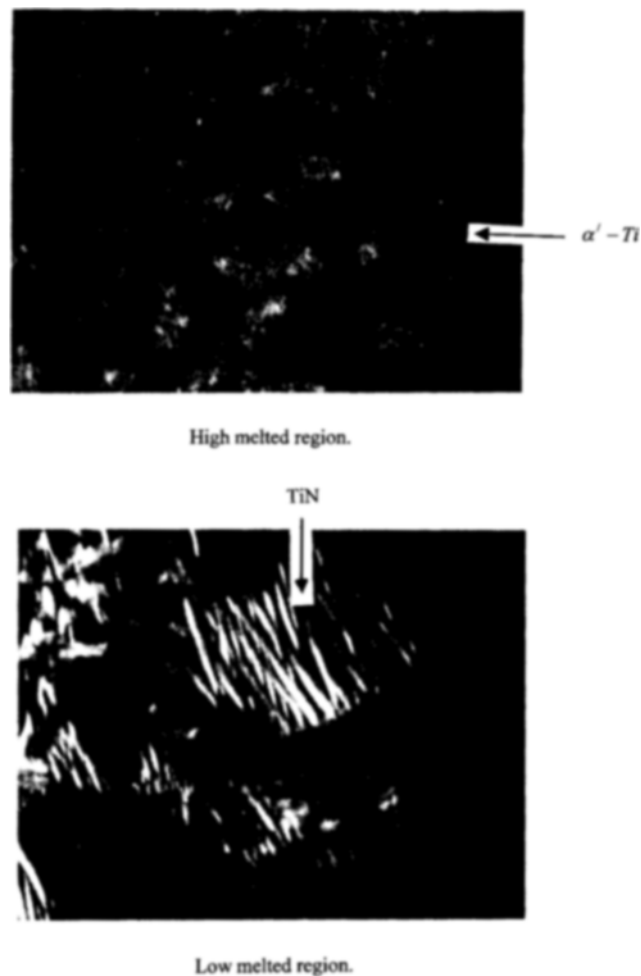 α′ – Ti
High melted region.
TiN
Low melted region.